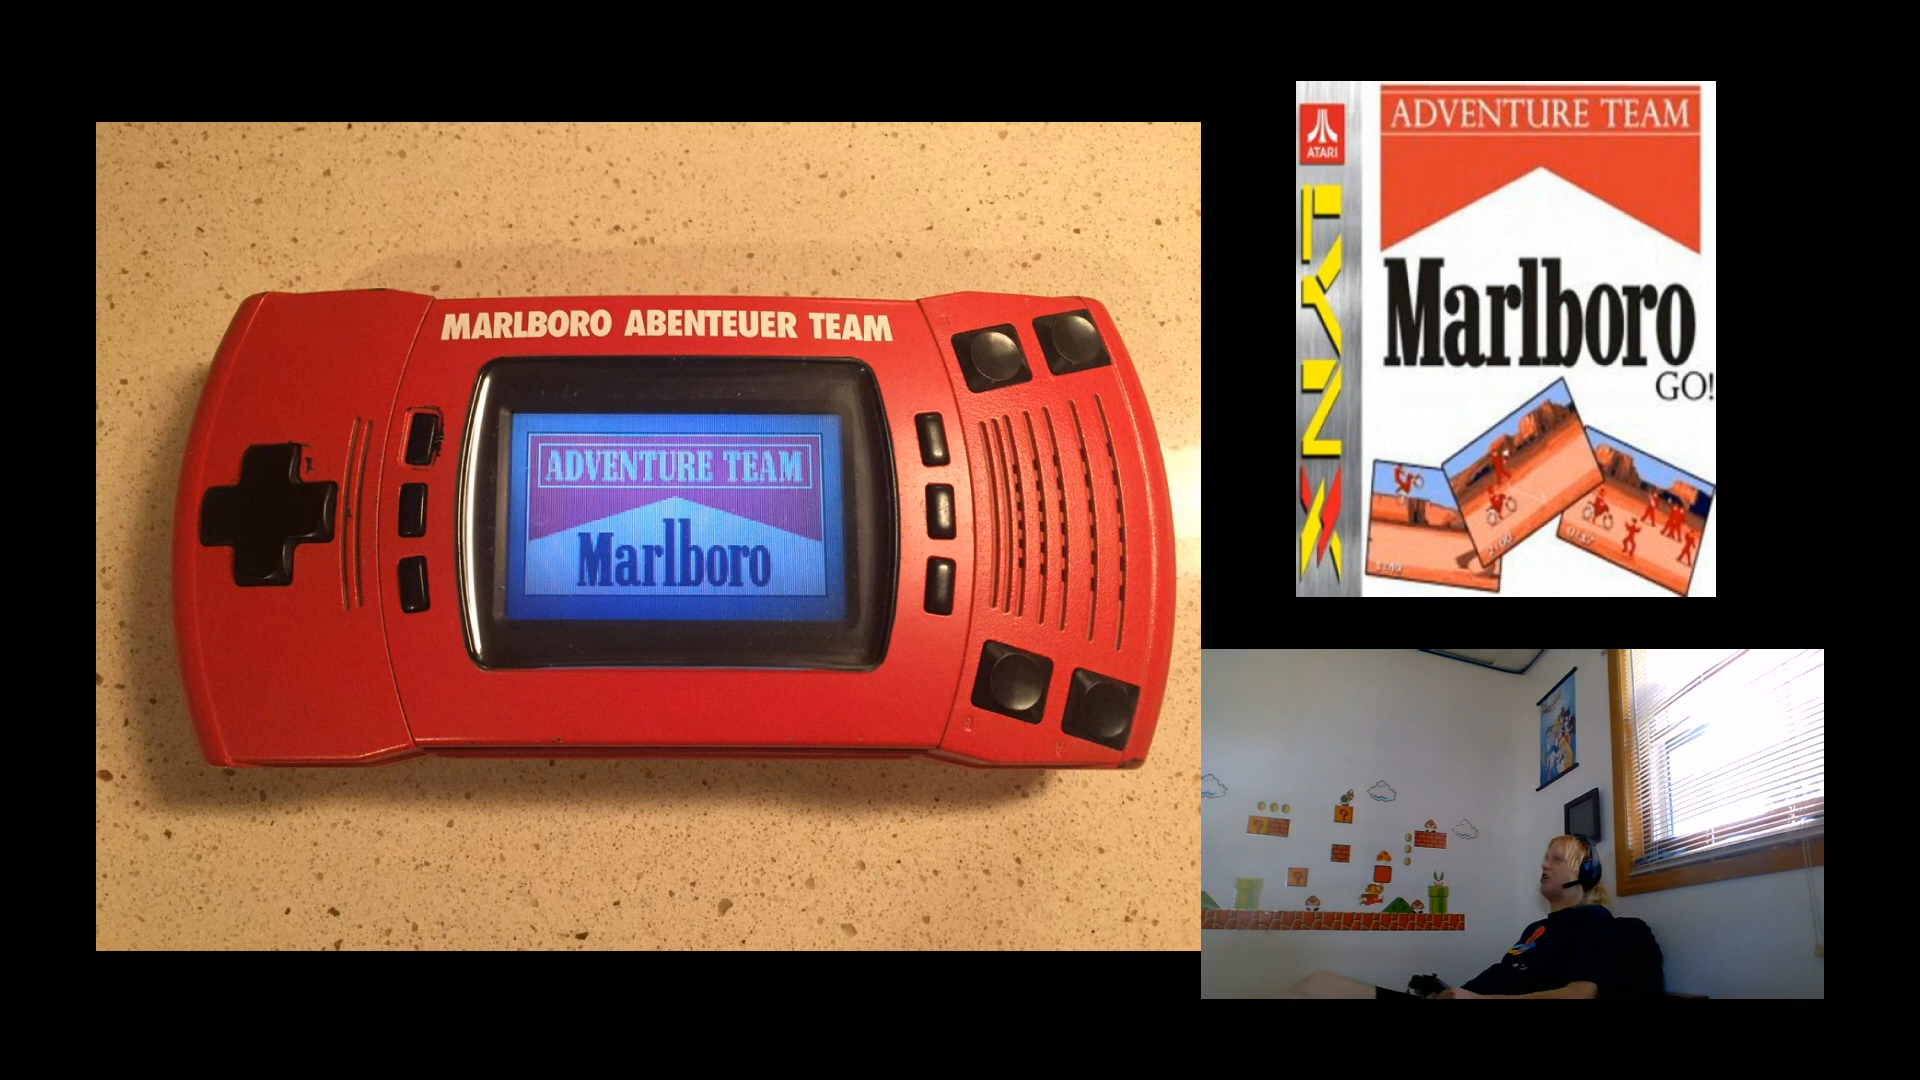 MARLBORO ABENTEUER TEAM
ADVENTURE TEAM
Marlboro
ADVENTURE TEAM
ATARI
LYNX
Marlboro
GO!